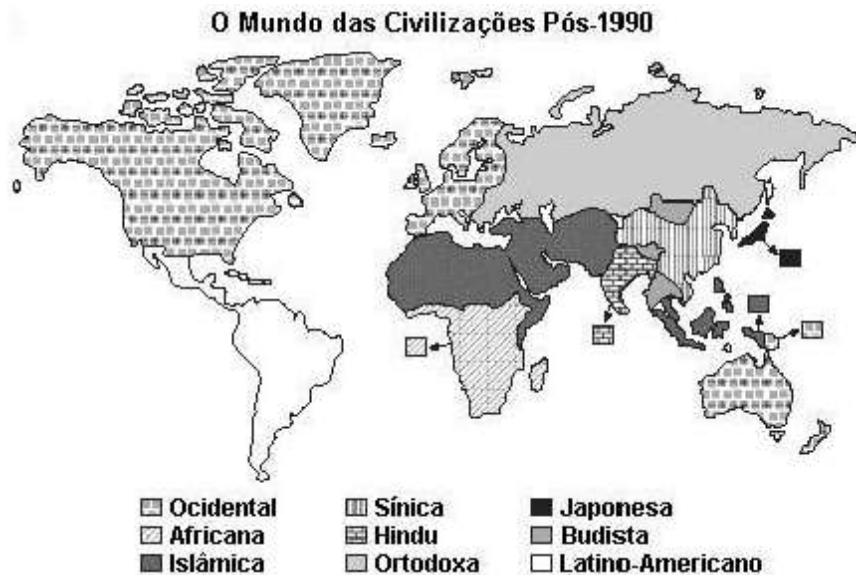 O Mundo das Civilizações Pós-1990
Ocidental
Africana
Islâmica
Sínica
Hindu
Ortodoxa
Japonesa
Budista
Latino-Americano